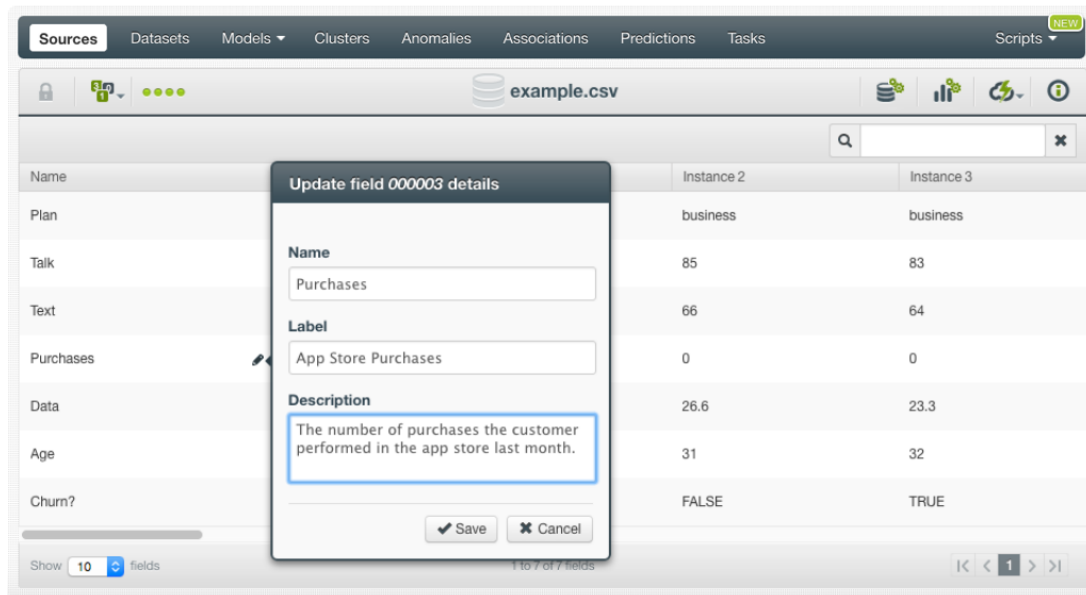 NEW
Sources Datasets Models Clusters Anomalies Associations Predictions Tasks Scripts
example.csv
Name Instance 2 Instance 3
Plan business business
Talk 85 83
Text 66 64
Purchases 0 0
Data 26.6 23.3
Age 31 32
Churn? FALSE TRUE
Update field 000003 details
Name
Purchases
Label
App Store Purchases
Description
The number of purchases the customer
performed in the app store last month.
Save Cancel
Show 10 fields 1 to 7 of 7 fields 1